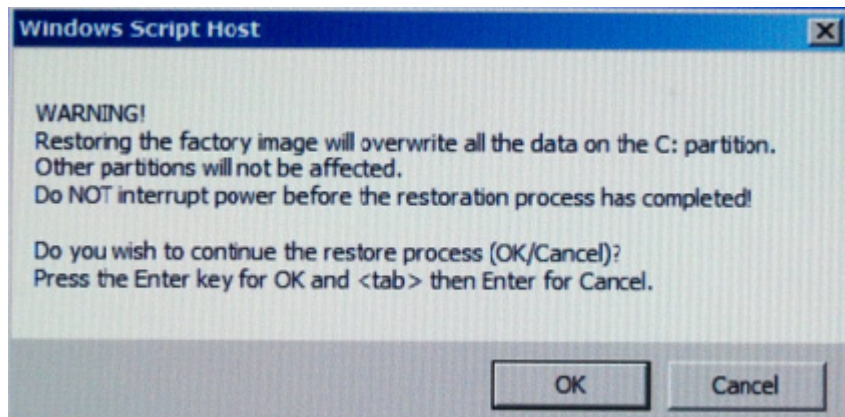 Windows Script Host
WARNING!
Restoring the factory image will overwrite all the data on the C: partition.
Other partitions will not be affected.
Do NOT interrupt power before the restoration process has completed!
Do you wish to continue the restore process (OK/Cancel)?
Press the Enter key for OK and <tab> then Enter for Cancel.
OK
Cancel